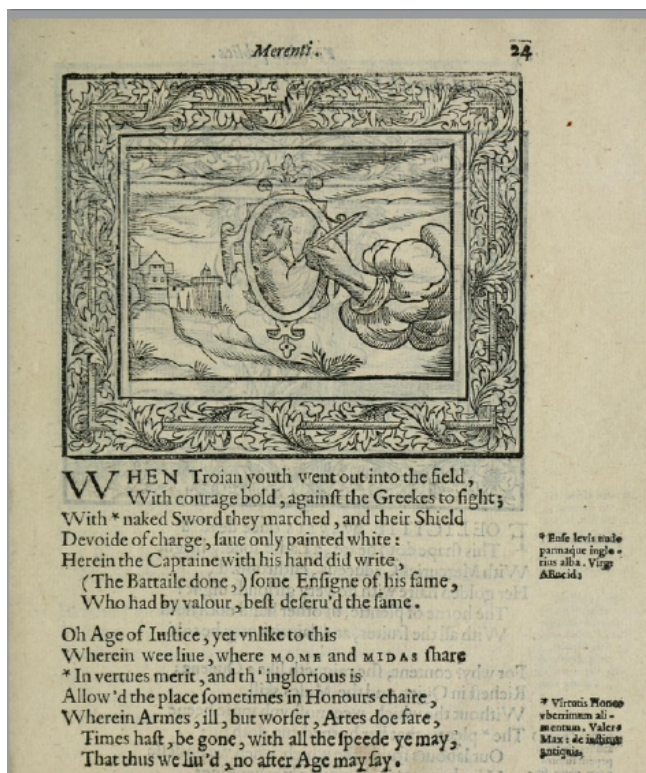 Merenti.
24
WHEN Troian youth went out into the field,
With courage bold, againſt the Greekes to fight;
With * naked Sword they marched, and their Shield
Devoide of charge, ſaue only painted white:
Herein the Captaine with his hand did write,
(The Battaile done,) ſome Enſigne of his fame,
Who had by valour, beſt deſeru'd the ſame.
* Enſe levis nudo
parmaque inglo-
rius alba. Virg:
Æneid:
Oh Age of Iuſtice, yet vnlike to this
Wherein wee liue, where MOME and MIDAS ſhare
* In vertues merit, and th' inglorious is
Allow'd the place ſometimes in Honours chaire,
Wherein Armes, ill, but worſer, Artes doe fare,
Times haſt, be gone, with all the ſpeede ye may,
That thus we liu'd, no after Age may ſay.
* Virtutis Honos
vberrimum ali-
mentum. Valer:
Max: de inſtitut:
antiquis.